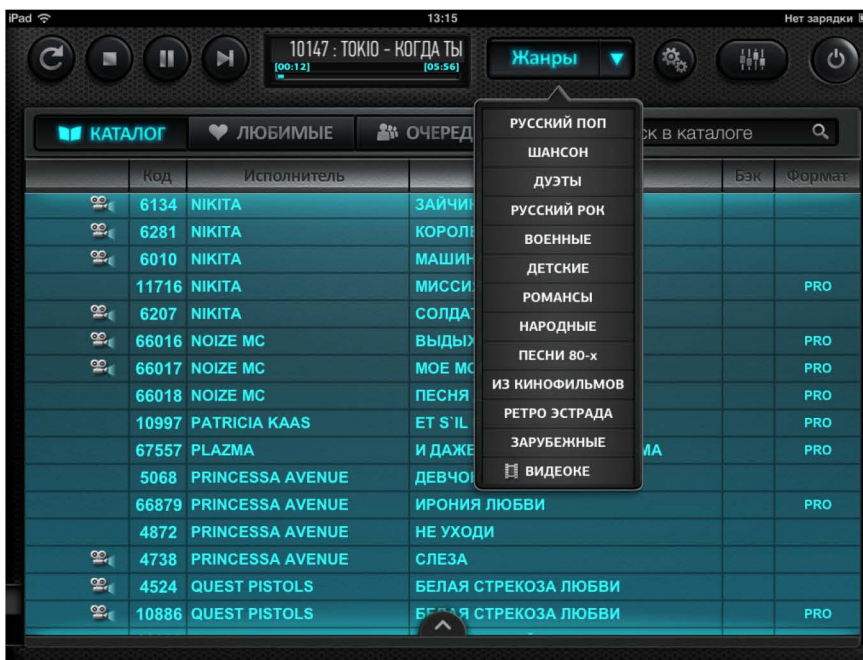 iPad 13:15 Нет зарядки
10147 : TOKIO - КОГДА ТЫ
[00:12] [05:56]
Жанры
КАТАЛОГ ЛЮБИМЫЕ ОЧЕРЕД ск в каталоге
Код Исполнитель Бэк Формат
РУССКИЙ ПОП
ШАНСОН
ДУЭТЫ
РУССКИЙ РОК
ВОЕННЫЕ
ДЕТСКИЕ
РОМАНСЫ
НАРОДНЫЕ
ПЕСНИ 80-х
ИЗ КИНОФИЛЬМОВ
РЕТРО ЭСТРАДА
ЗАРУБЕЖНЫЕ
ВИДЕОКЕ
6134 NIKITA ЗАЙЧИК
6281 NIKITA КОРОЛЕ
6010 NIKITA МАШИН
11716 NIKITA МИССИ PRO
6207 NIKITA СОЛДА
66016 NOIZE MC ВЫДЫХ PRO
66017 NOIZE MC МОЕ МО PRO
66018 NOIZE MC ПЕСНЯ PRO
10997 PATRICIA KAAS ET S`IL PRO
67557 PLAZMA И ДАЖЕ МА PRO
5068 PRINCESSA AVENUE ДЕВЧО
66879 PRINCESSA AVENUE ИРОНИЯ ЛЮБВИ PRO
4872 PRINCESSA AVENUE НЕ УХОДИ
4738 PRINCESSA AVENUE СЛЕЗА
4524 QUEST PISTOLS БЕЛАЯ СТРЕКОЗА ЛЮБВИ
10886 QUEST PISTOLS БЕЛАЯ СТРЕКОЗА ЛЮБВИ PRO